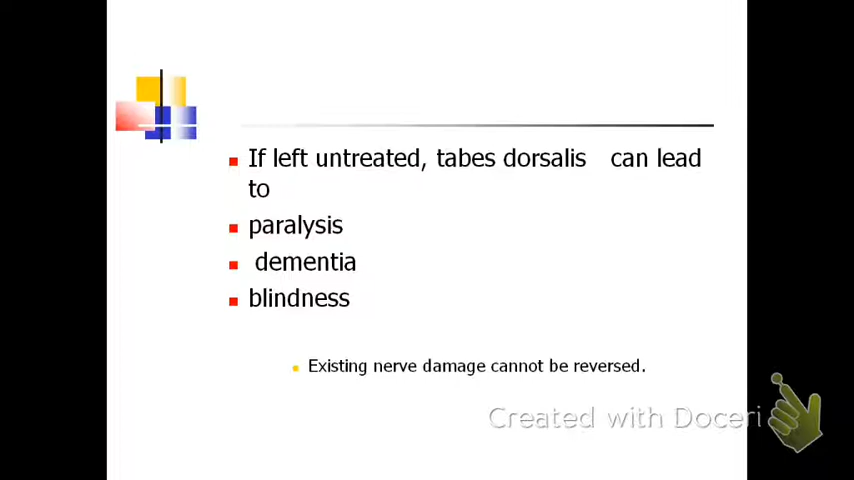 If left untreated, tabes dorsalis can lead
to
paralysis
dementia
blindness
Existing nerve damage cannot be reversed.
Created with Doceri